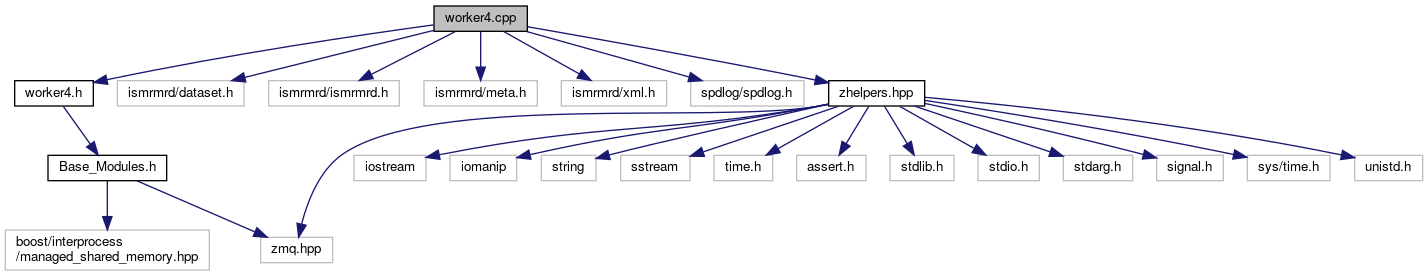 worker4.cpp
worker4.h
ismrmrd/dataset.h
ismrmrd/ismrmrd.h
ismrmrd/meta.h
ismrmrd/xml.h
spdlog/spdlog.h
zhelpers.hpp
Base_Modules.h
iostream
iomanip
string
sstream
time.h
assert.h
stdlib.h
stdio.h
stdarg.h
signal.h
sys/time.h
unistd.h
boost/interprocess
/managed_shared_memory.hpp
zmq.hpp